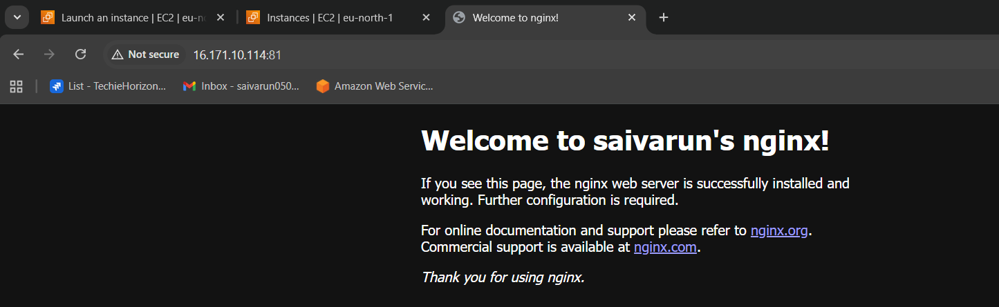 Launch an instance | EC2 | eu-no
Instances | EC2 | eu-north-1
Welcome to nginx!
Not secure
16.171.10.114:81
List - TechieHorizon...
Inbox - saivarun050...
Amazon Web Servic...
Welcome to saivarun's nginx!
If you see this page, the nginx web server is successfully installed and
working. Further configuration is required.
For online documentation and support please refer to nginx.org.
Commercial support is available at nginx.com.
Thank you for using nginx.